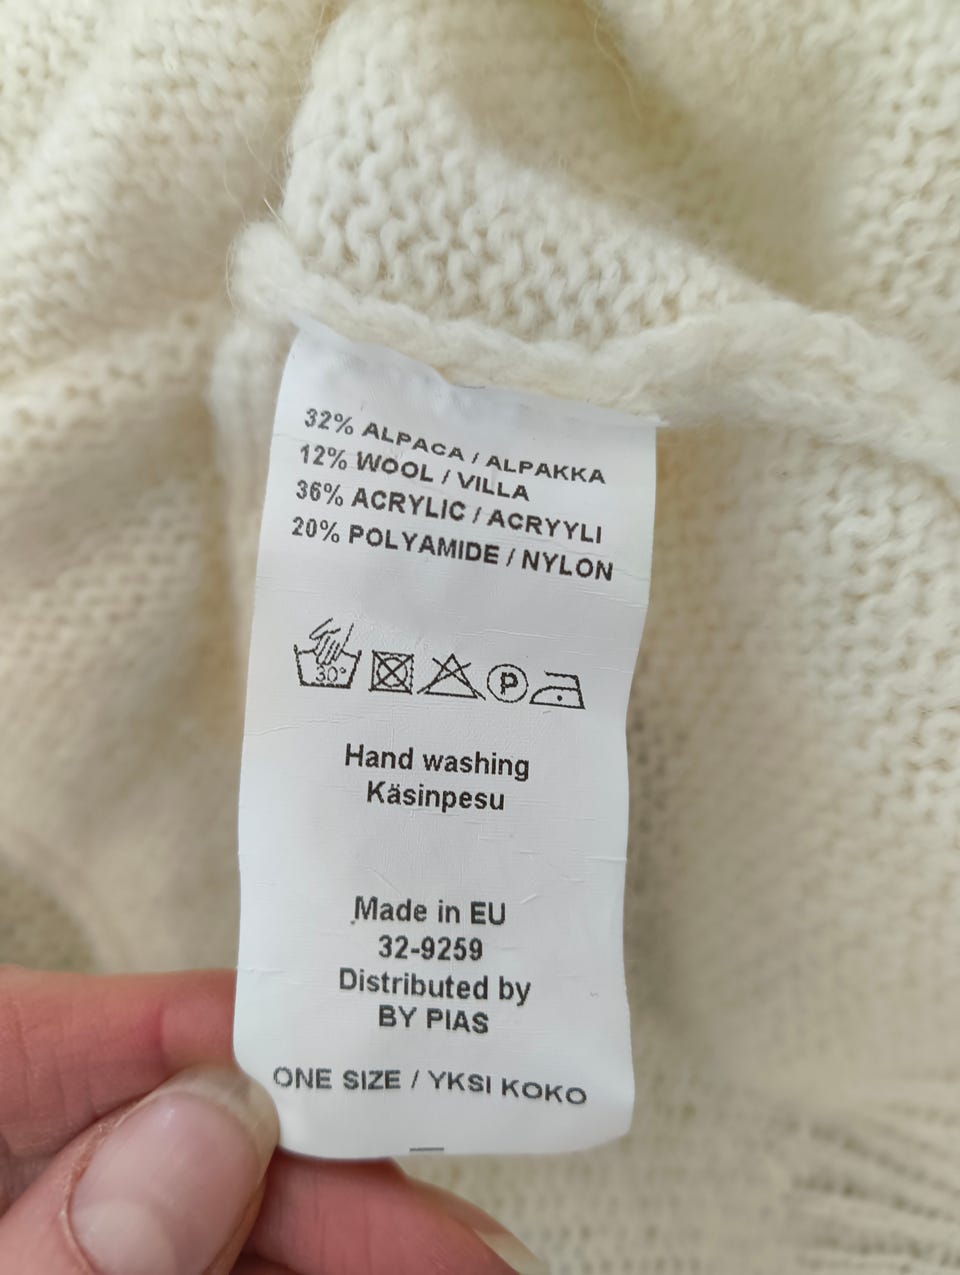 32% ALPACA / ALPAKKA
12% WOOL / VILLA
36% ACRYLIC / ACRYYLI
20% POLYAMIDE / NYLON
30°
P
Hand washing
Käsinpesu
Made in EU
32-9259
Distributed by
BY PIAS
ONE SIZE / YKSI KOKO